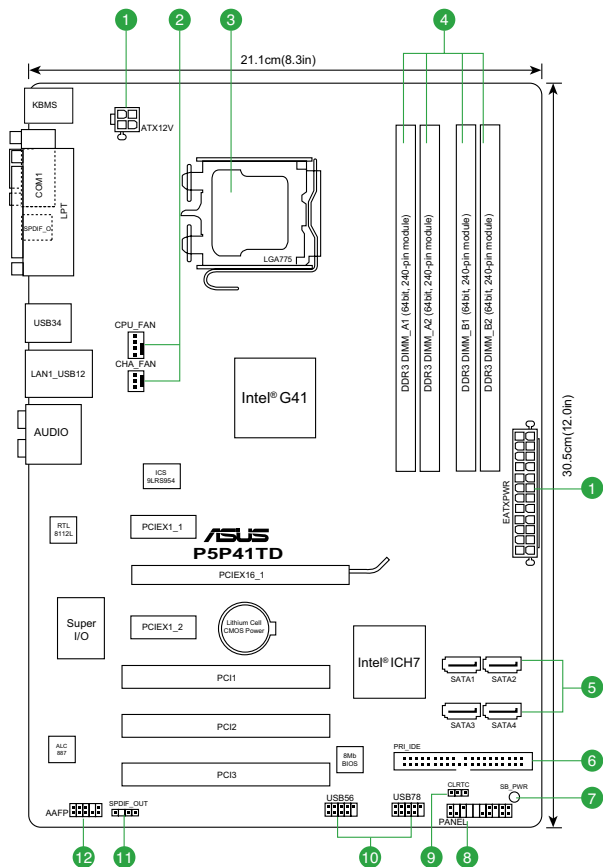 1
2
3
4
21.1cm(8.3in)
KBMS
ATX12V
COM1
LPT
SPDIF_O
LGA775
DDR3 DIMM_A1 (64bit, 240-pin module)
DDR3 DIMM_A2 (64bit, 240-pin module)
DDR3 DIMM_B1 (64bit, 240-pin module)
DDR3 DIMM_B2 (64bit, 240-pin module)
30.5cm(12.0in)
USB34
CPU_FAN
CHA_FAN
LAN1_USB12
Intel® G41
AUDIO
EATXPWR
1
ICS
9LRS954
RTL
8112L
PCIEX1_1
ASUS
P5P41TD
PCIEX16_1
Super
I/O
PCIEX1_2
Lithium Cell
CMOS Power
Intel® ICH7
SATA1
SATA2
5
PCI1
SATA3
SATA4
PCI2
ALC
887
8Mb
BIOS
PRI_IDE
6
PCI3
CLRTC
SB_PWR
7
AAFP
SPDIF_OUT
USB56
USB78
PANEL
12
11
10
9
8